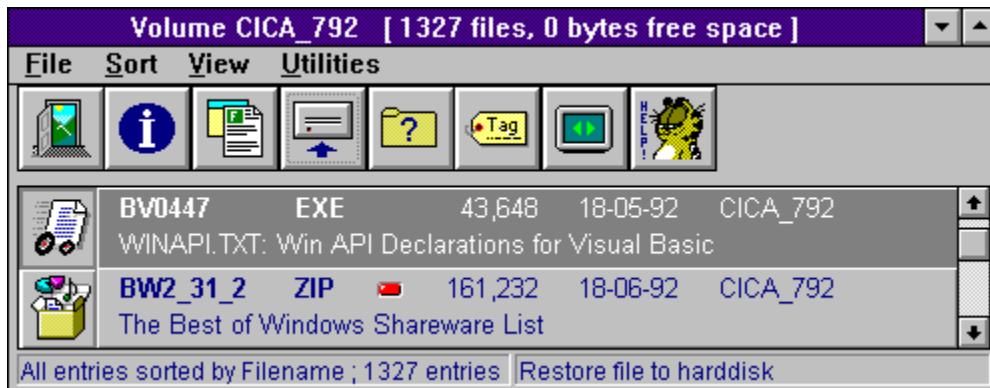 Volume CICA_792 [ 1327 files, 0 bytes free space ]
File Sort View Utilities
i F ? Tag HELP!
BV0447 EXE 43,648 18-05-92 CICA_792
WINAPI.TXT: Win API Declarations for Visual Basic
BW2_31_2 ZIP 161,232 18-06-92 CICA_792
The Best of Windows Shareware List
All entries sorted by Filename ; 1327 entries Restore file to harddisk